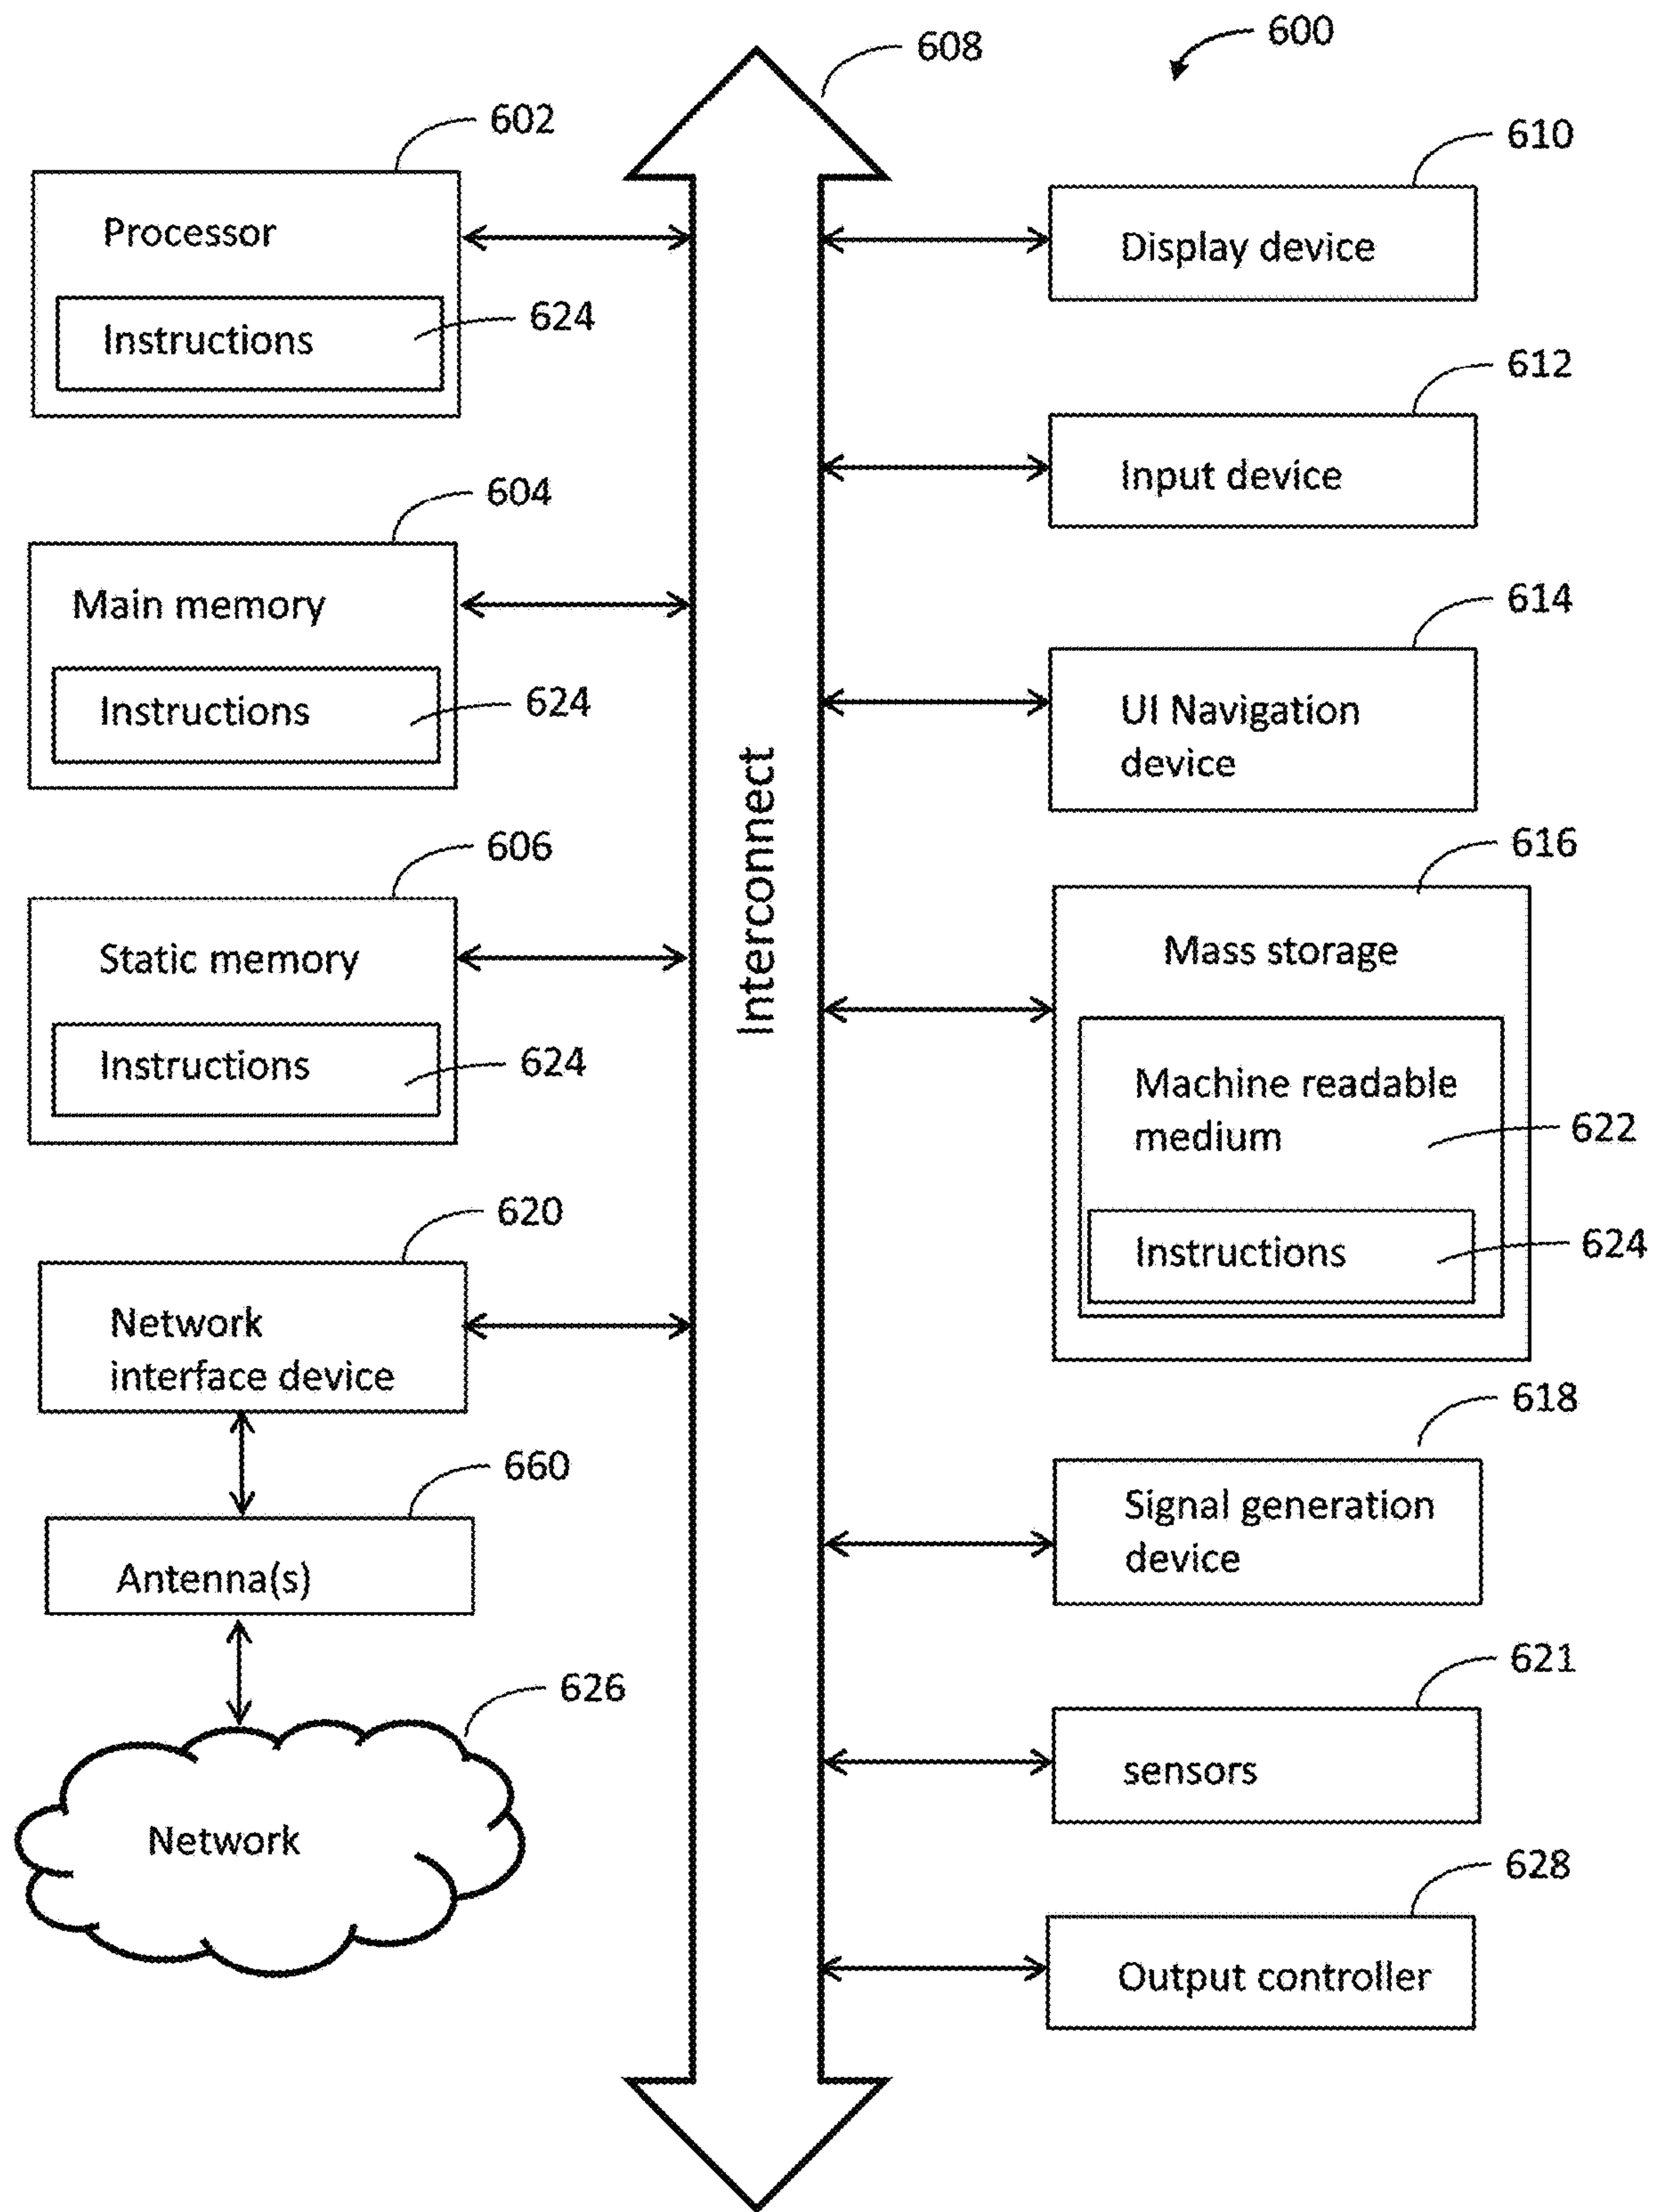 600
608
602
Processor
Instructions
624
604
Main memory
Instructions
624
606
Static memory
Instructions
624
620
Network
interface device
660
Antenna(s)
626
Network
Interconnect
610
Display device
612
Input device
614
UI Navigation
device
616
Mass storage
Machine readable
medium
622
Instructions
624
618
Signal generation
device
621
sensors
628
Output controller